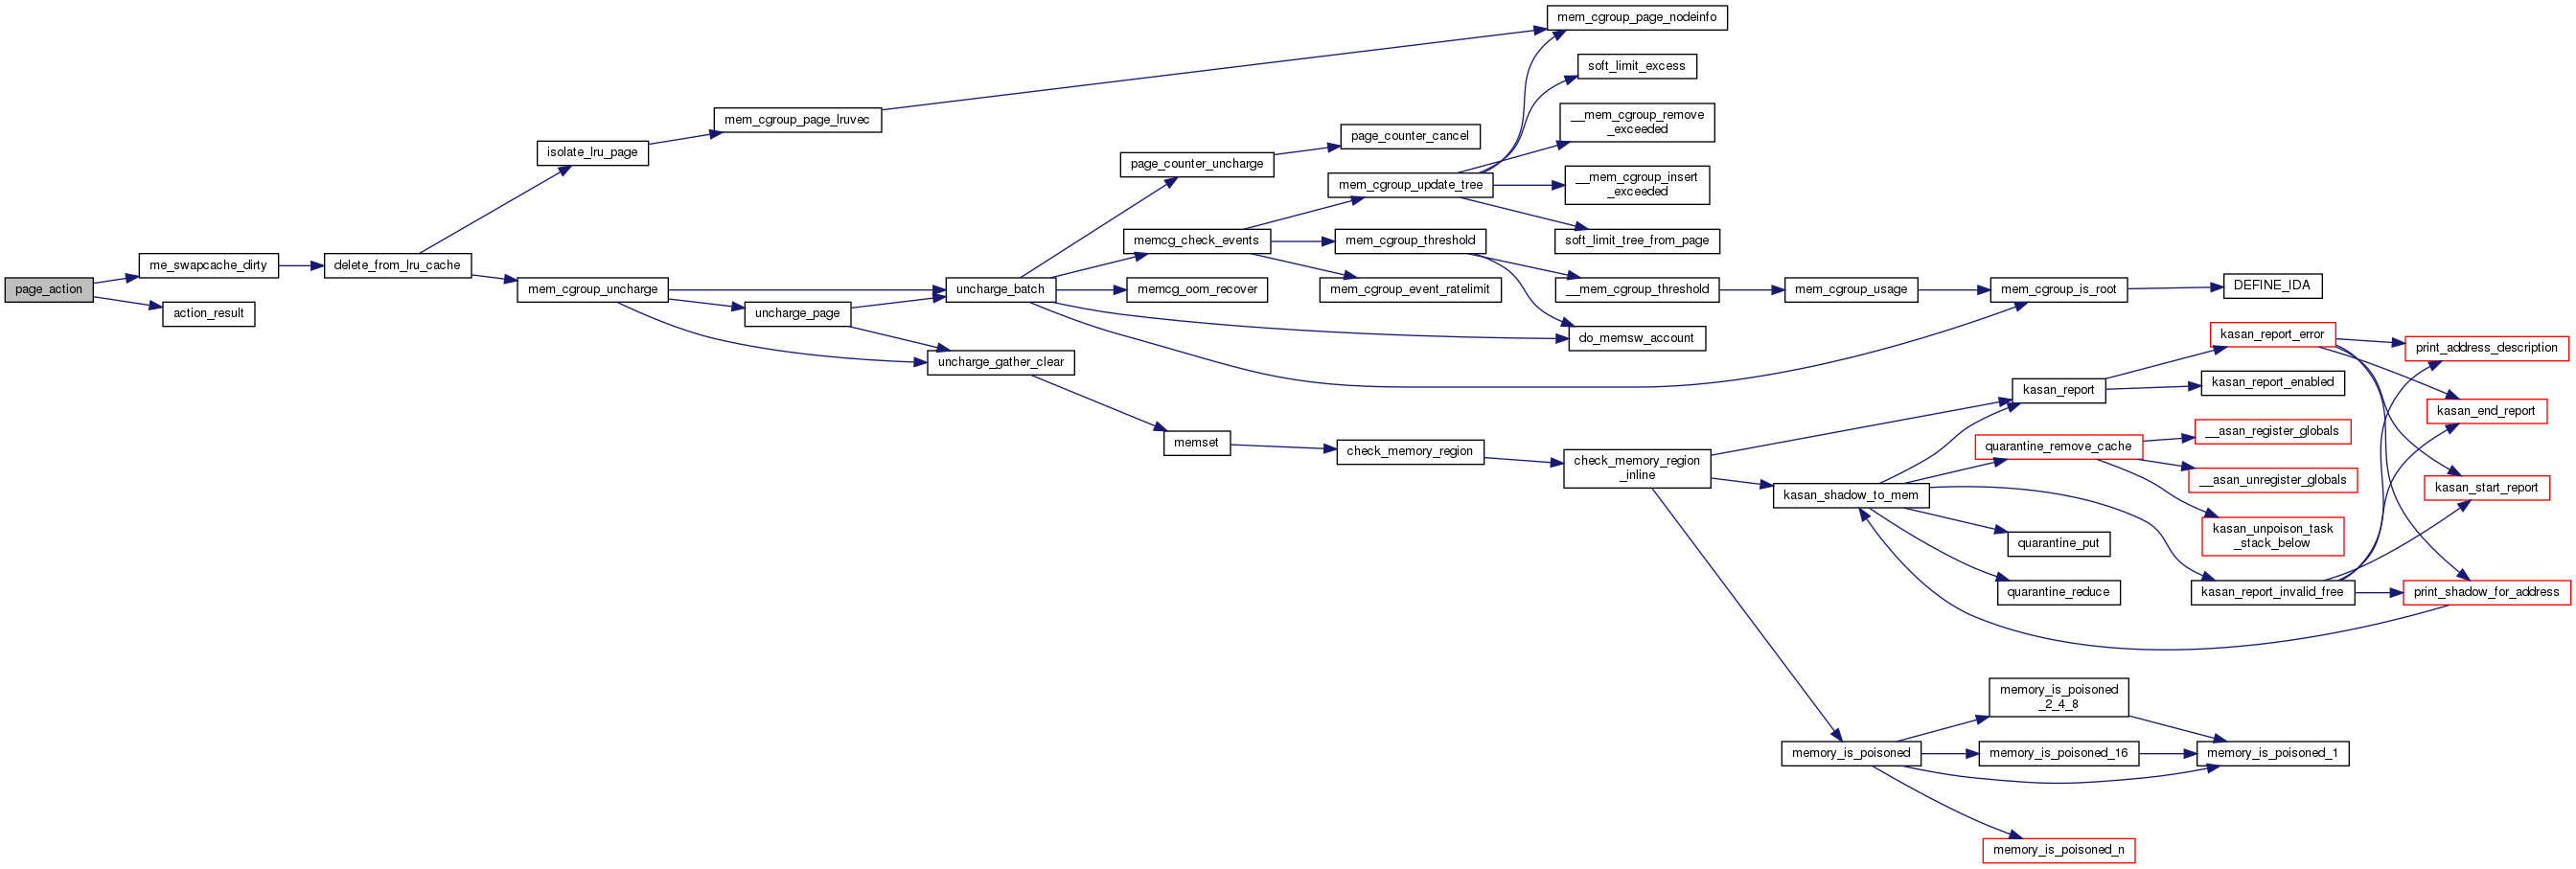 page_action
me_swapcache_dirty
action_result
delete_from_lru_cache
isolate_lru_page
mem_cgroup_uncharge
mem_cgroup_page_lruvec
uncharge_page
uncharge_batch
uncharge_gather_clear
page_counter_uncharge
memcg_check_events
memcg_oom_recover
memset
page_counter_cancel
mem_cgroup_update_tree
mem_cgroup_threshold
mem_cgroup_event_ratelimit
check_memory_region
mem_cgroup_page_nodeinfo
soft_limit_excess
__mem_cgroup_remove
_exceeded
__mem_cgroup_insert
_exceeded
soft_limit_tree_from_page
__mem_cgroup_threshold
do_memsw_account
check_memory_region
_inline
mem_cgroup_usage
kasan_shadow_to_mem
memory_is_poisoned
mem_cgroup_is_root
kasan_report
quarantine_remove_cache
quarantine_put
quarantine_reduce
memory_is_poisoned
_2_4_8
memory_is_poisoned_16
memory_is_poisoned_n
DEFINE_IDA
kasan_report_error
kasan_report_enabled
__asan_register_globals
__asan_unregister_globals
kasan_unpoison_task
_stack_below
kasan_report_invalid_free
memory_is_poisoned_1
print_address_description
kasan_end_report
kasan_start_report
print_shadow_for_address